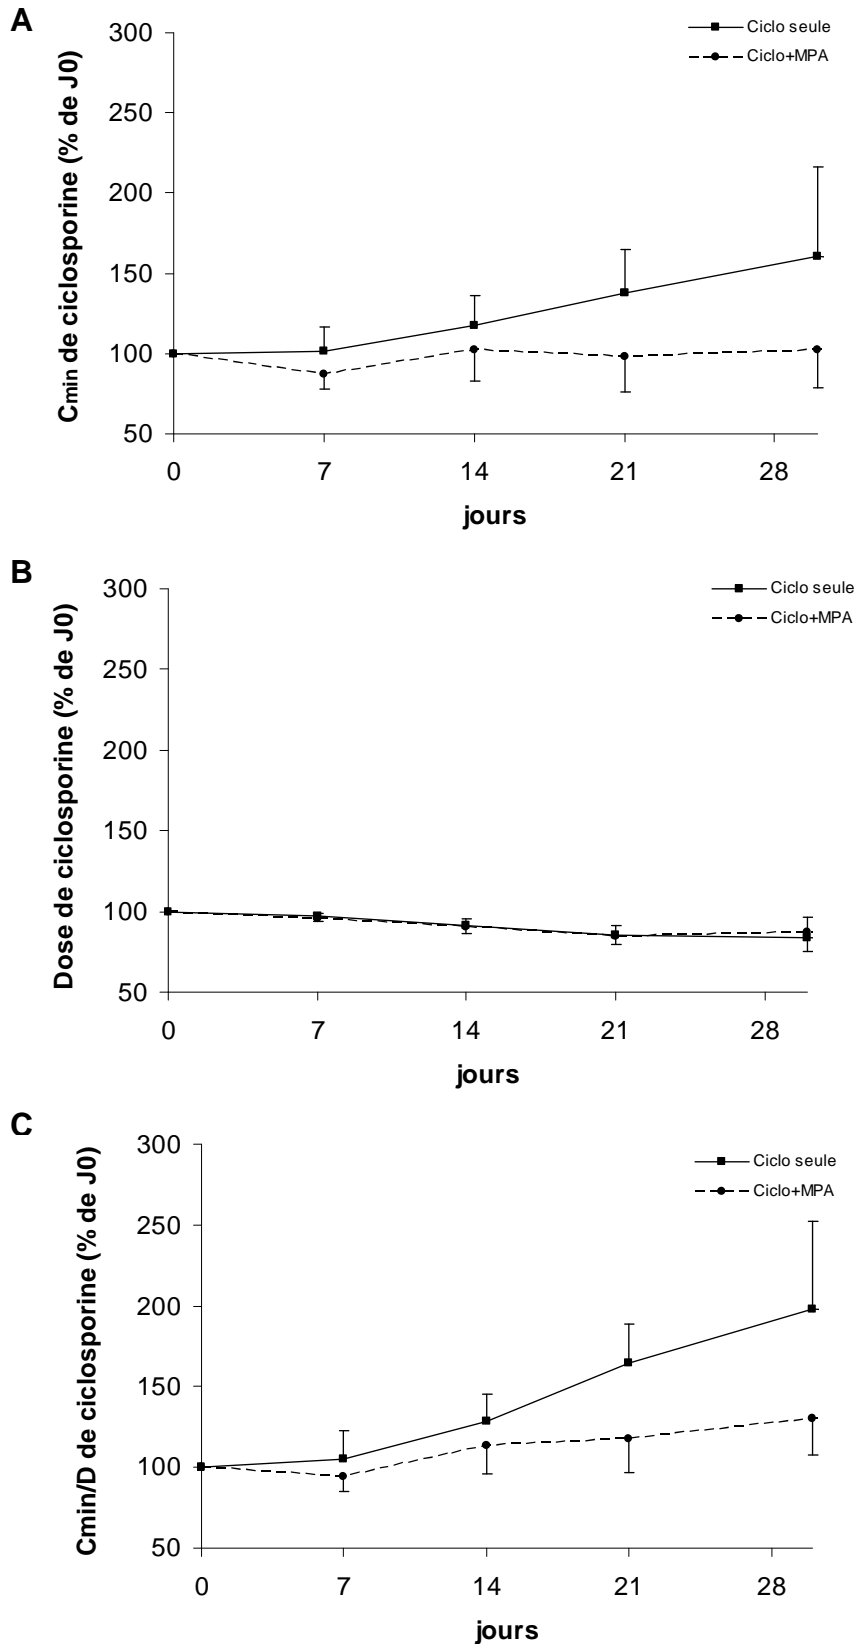 A
Cmin de ciclosporine (% de J0)
300
250
200
150
100
50
0 7 14 21 28
jours
Ciclo seule
Ciclo+MPA
B
Dose de ciclosporine (% de J0)
300
250
200
150
100
50
0 7 14 21 28
jours
Ciclo seule
Ciclo+MPA
C
Cmin/D de ciclosporine (% de J0)
300
250
200
150
100
50
0 7 14 21 28
jours
Ciclo seule
Ciclo+MPA